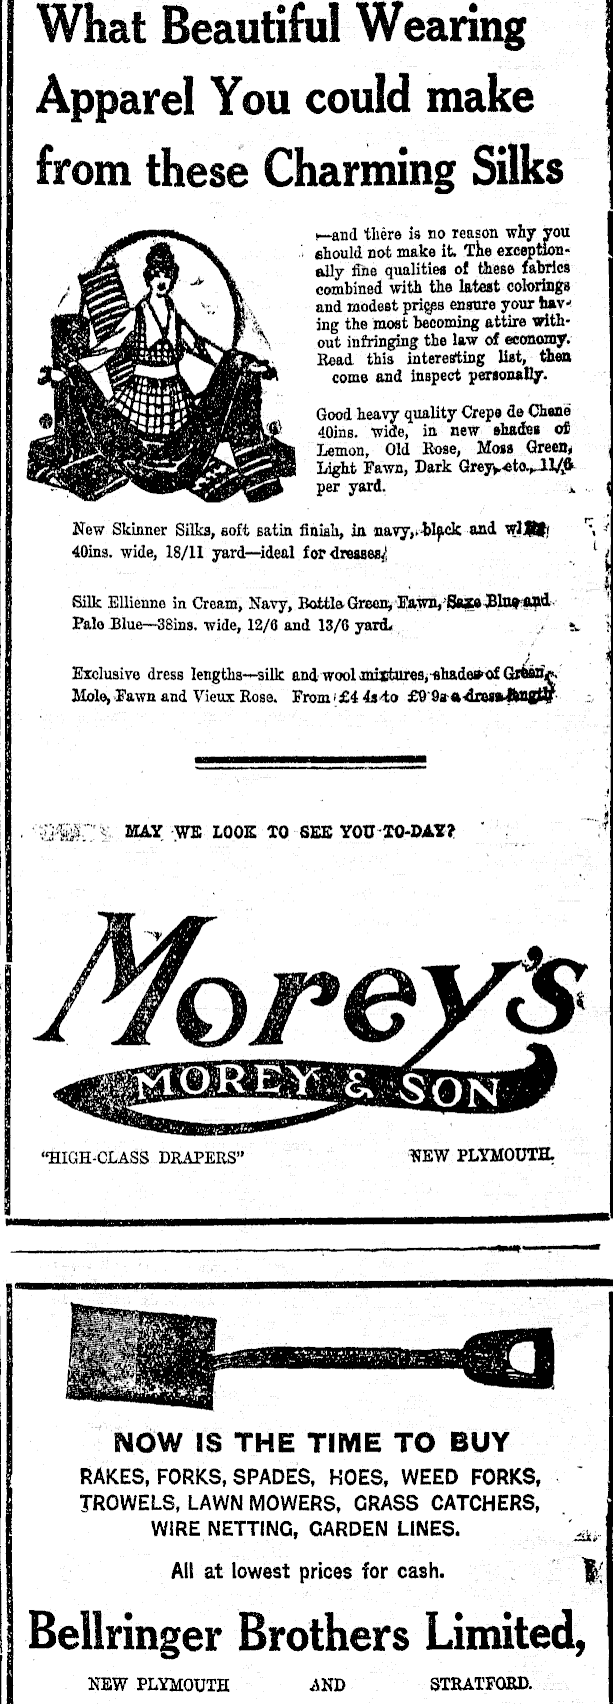 What Beautiful Wearing
Apparel You could make
from these Charming Silks
—and there is no reason why you
should not make it. The exception-
ally fine qualities of these fabrics
combined with the latest colorings
and modest prices ensure your hav-
ing the most becoming attire with-
out infringing the law of economy.
Read this interesting list, then
come and inspect personally.
Good heavy quality Crepe de Chene
40ins. wide, in new shades of
Lemon, Old Rose, Moss Green,
Light Fawn, Dark Grey, etc., 11/6
per yard.
New Skinner Silks, soft satin finish, in navy, black and
40ins. wide, 18/11 yard—ideal for dresses.
Silk Ellienne in Cream, Navy, Bottle Green, Fawn, Saxe Blue and
Pale Blue—38ins. wide, 12/6 and 13/6 yard.
Exclusive dress lengths—silk and wool mixtures, shades of Green,
Mole, Fawn and Vieux Rose. From £4 4s to £9 9s a dress length
MAY WE LOOK TO SEE YOU TO-DAY?
Morey's
MOREY & SON
"HIGH-CLASS DRAPERS" NEW PLYMOUTH.
NOW IS THE TIME TO BUY
RAKES, FORKS, SPADES, HOES, WEED FORKS,
TROWELS, LAWN MOWERS, GRASS CATCHERS,
WIRE NETTING, GARDEN LINES.
All at lowest prices for cash.
Bellringer Brothers Limited,
NEW PLYMOUTH AND STRATFORD.